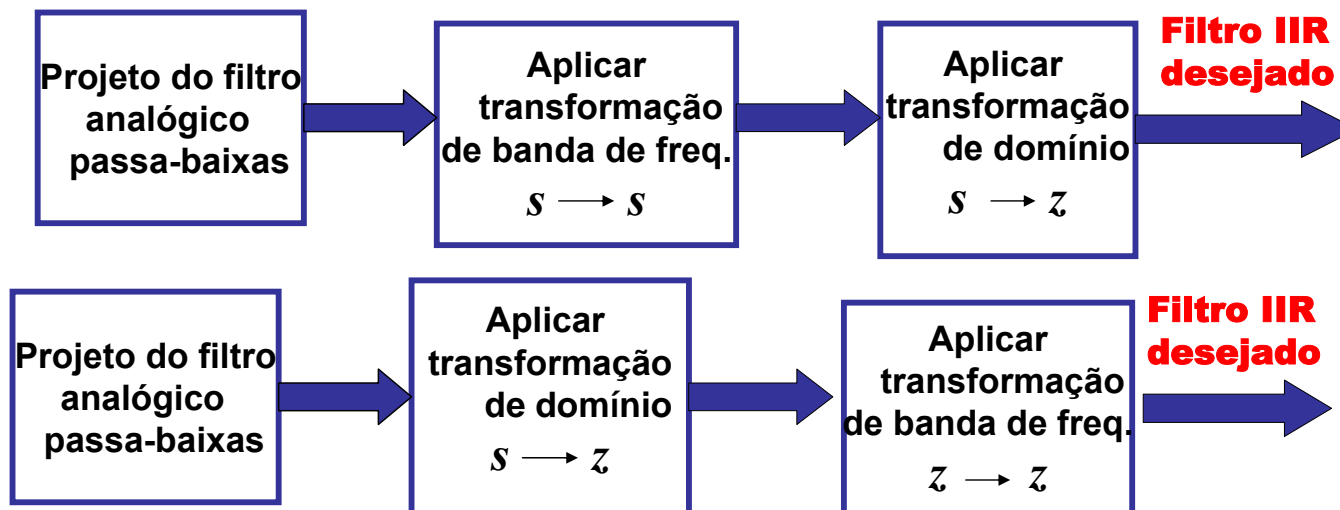 Projeto do filtro
analógico
passa-baixas
Aplicar
transformação
de banda de freq.
s → s
Aplicar
transformação
de domínio
s → z
Filtro IIR
desejado
Projeto do filtro
analógico
passa-baixas
Aplicar
transformação
de domínio
s → z
Aplicar
transformação
de banda de freq.
z → z
Filtro IIR
desejado